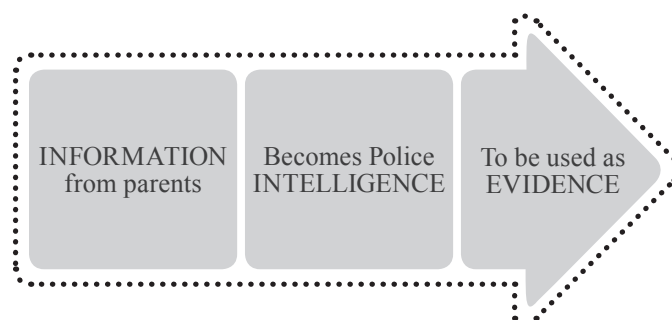 INFORMATION
from parents
Becomes Police
INTELLIGENCE
To be used as
EVIDENCE